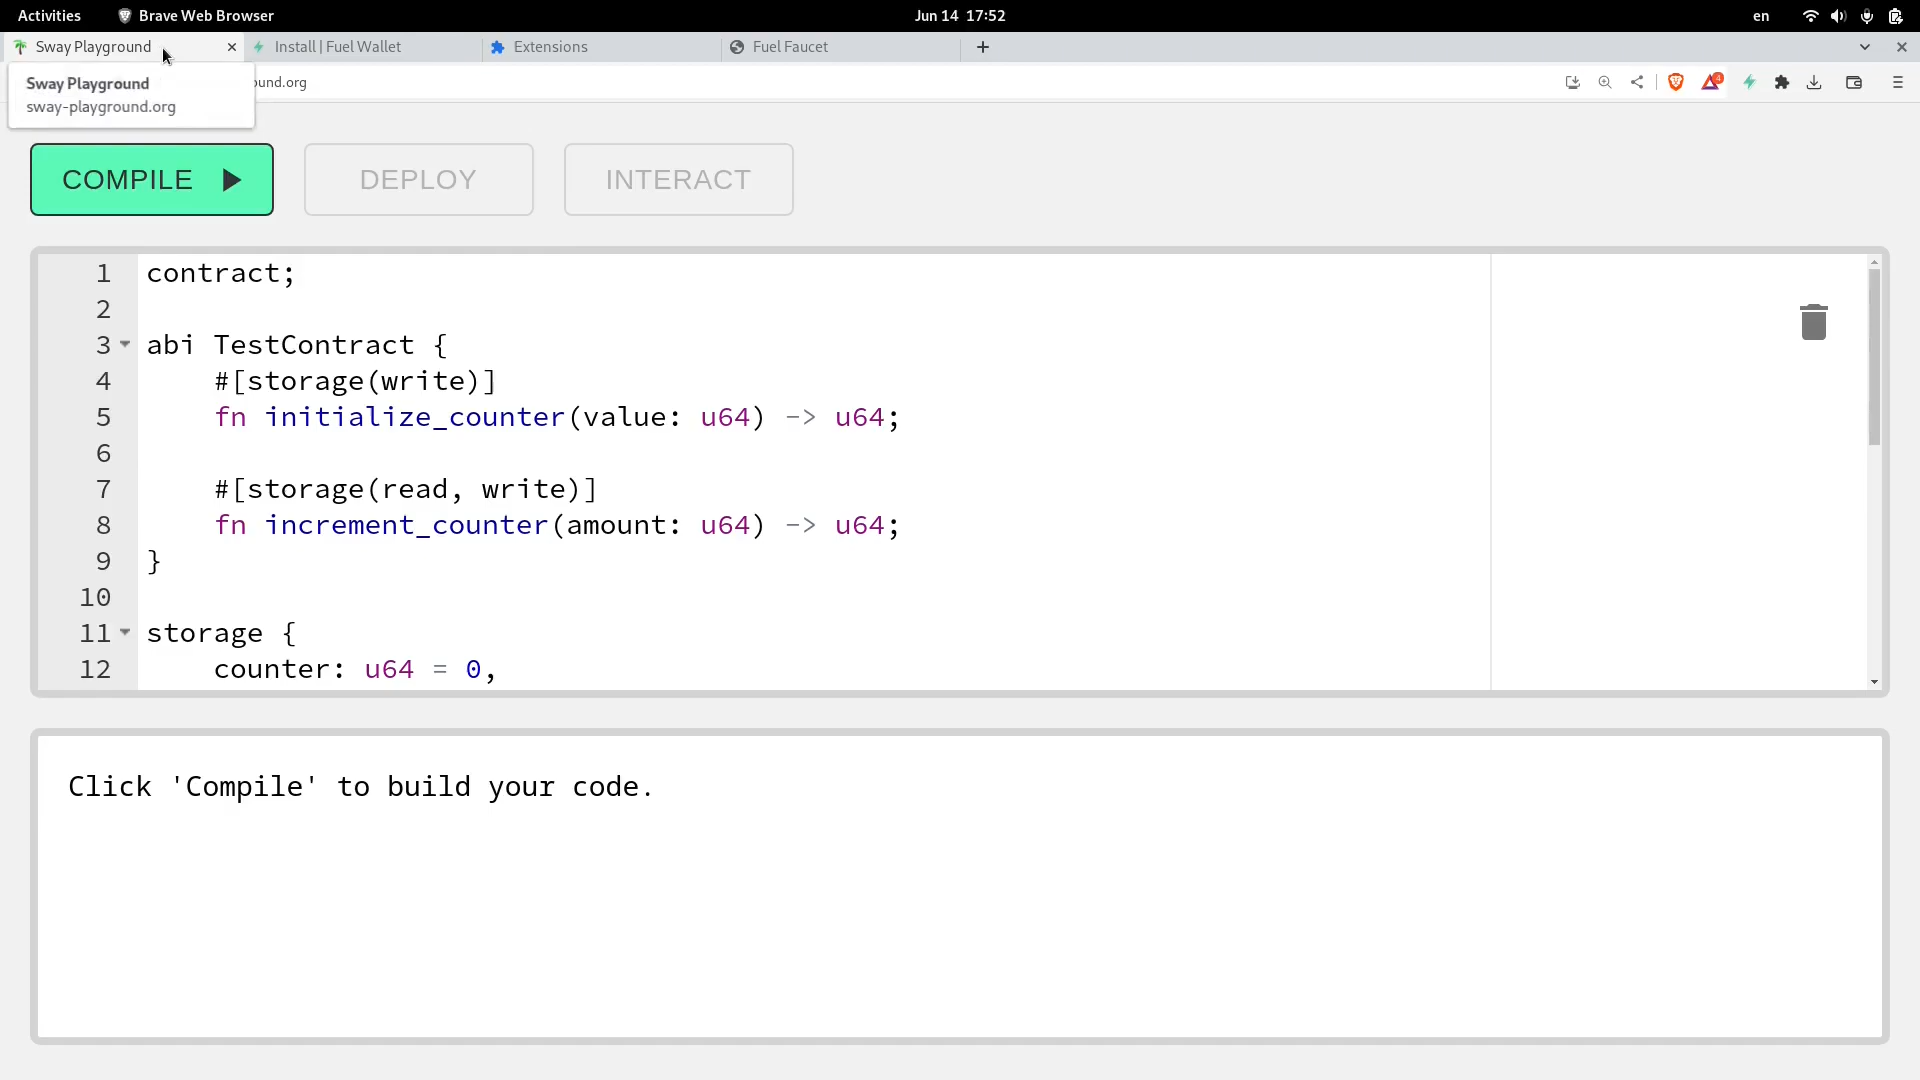 Activities
Brave Web Browser
Jun 14 17:52
en
Sway Playground
Install | Fuel Wallet
Extensions
Fuel Faucet
Sway Playground
sway-playground.org
ound.org
4
COMPILE
DEPLOY
INTERACT
1 contract;
2
3 abi TestContract {
4     #[storage(write)]
5     fn initialize_counter(value: u64) -> u64;
6
7     #[storage(read, write)]
8     fn increment_counter(amount: u64) -> u64;
9 }
10
11 storage {
12     counter: u64 = 0,
Click 'Compile' to build your code.